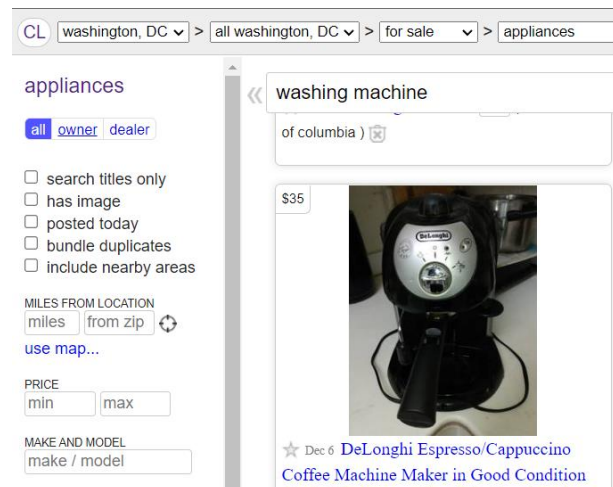 CL washington, DC > all washington, DC > for sale > appliances
appliances
all owner dealer
search titles only
has image
posted today
bundle duplicates
include nearby areas
MILES FROM LOCATION
miles from zip
use map...
PRICE
min max
MAKE AND MODEL
make / model
« washing machine
of columbia )
$35
DeLonghi
Dec 6 DeLonghi Espresso/Cappuccino
Coffee Machine Maker in Good Condition